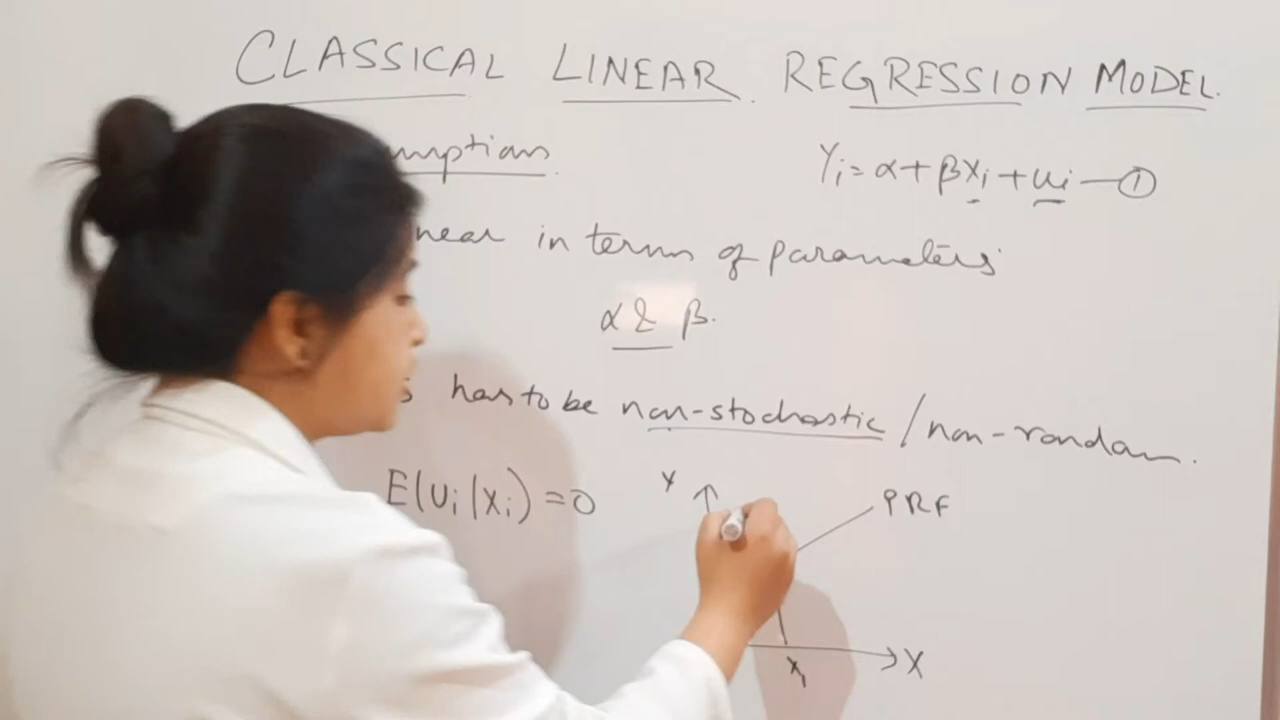 CLASSICAL LINEAR REGRESSION MODEL.
mptions
Yi = α + βXi + ui — ①
near in terms of parameters
α & β.
s has to be non-stochastic / non-random.
E(Ui|Xi) = 0
Y
PRF
X
X1